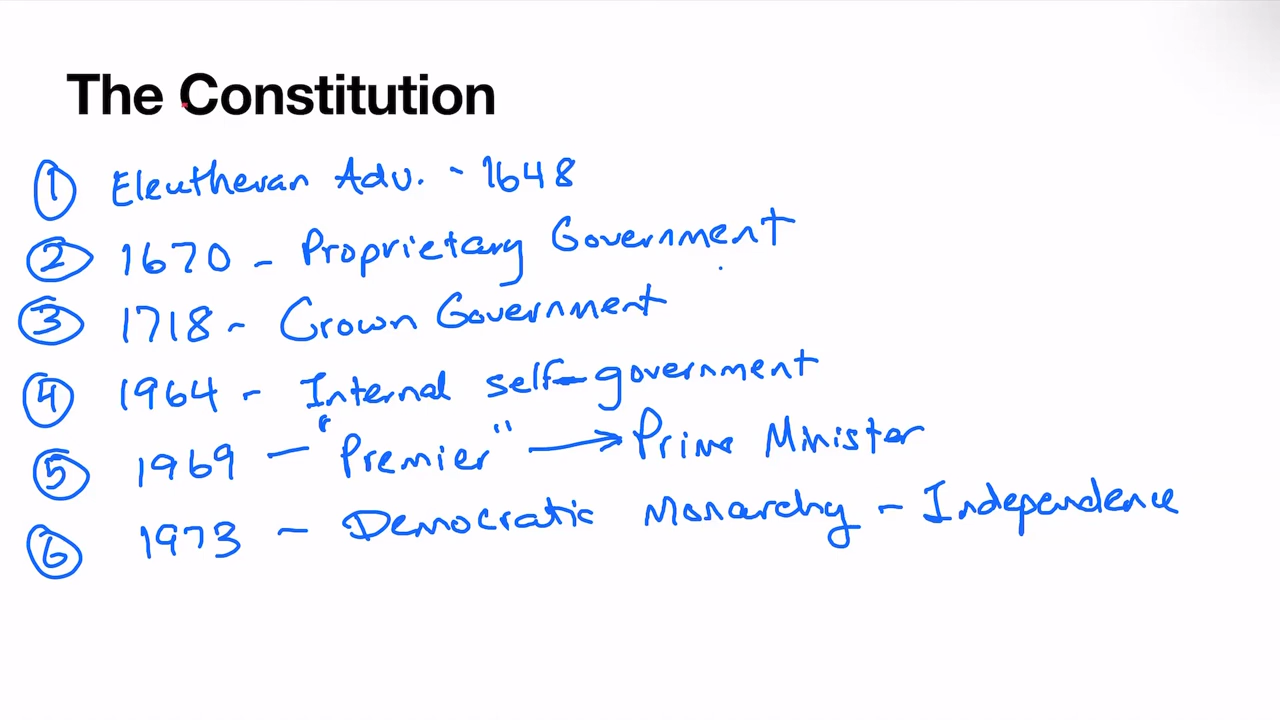 The Constitution
① Eleutheran Adv. - 1648
② 1670 - Proprietary Government
③ 1718 - Crown Government
④ 1964 - Internal self-government
⑤ 1969 - "Premier" → Prime Minister
⑥ 1973 - Democratic Monarchy - Independence